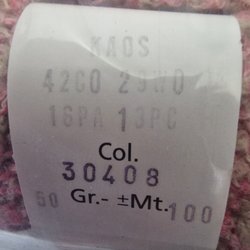 KAOS
42CO 29WO
16PA 13PC
Col.
30408
Gr.- ±Mt.
50 100